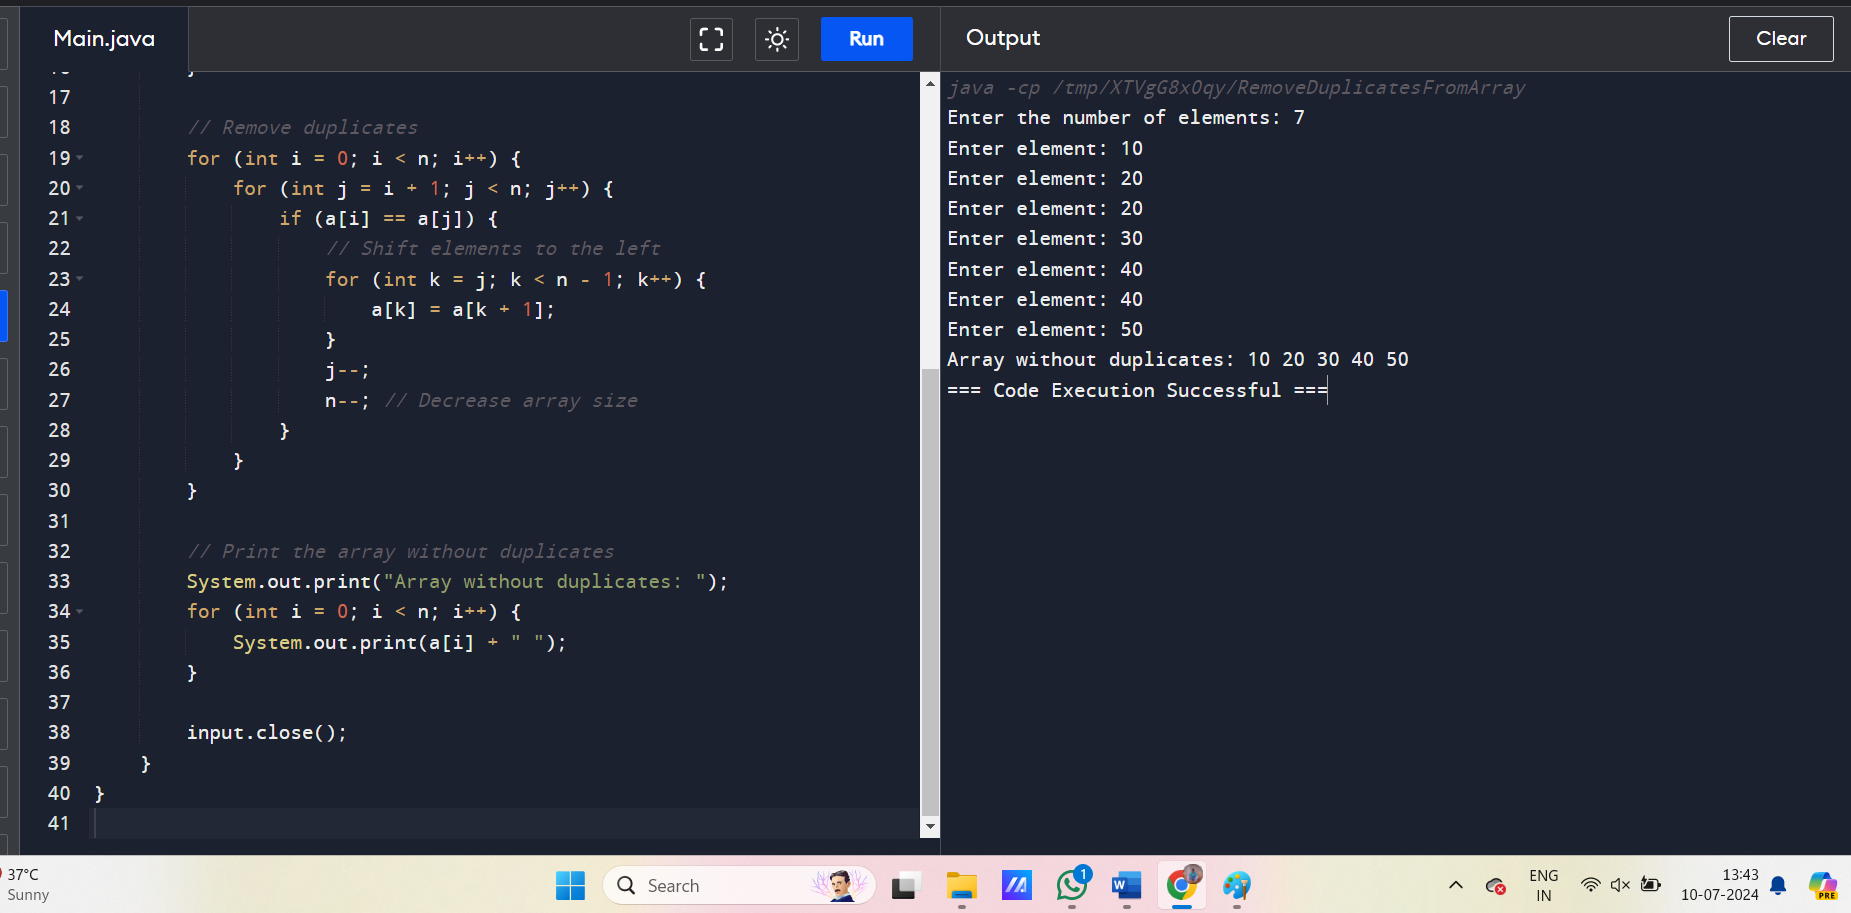 Main.java
Run
Output
Clear
17
18 // Remove duplicates
19 for (int i = 0; i < n; i++) {
20 for (int j = i + 1; j < n; j++) {
21 if (a[i] == a[j]) {
22 // Shift elements to the left
23 for (int k = j; k < n - 1; k++) {
24 a[k] = a[k + 1];
25 }
26 j--;
27 n--; // Decrease array size
28 }
29 }
30 }
31
32 // Print the array without duplicates
33 System.out.print("Array without duplicates: ");
34 for (int i = 0; i < n; i++) {
35 System.out.print(a[i] + " ");
36 }
37
38 input.close();
39 }
40 }
41
java -cp /tmp/XTVgG8xOqy/RemoveDuplicatesFromArray
Enter the number of elements: 7
Enter element: 10
Enter element: 20
Enter element: 20
Enter element: 30
Enter element: 40
Enter element: 40
Enter element: 50
Array without duplicates: 10 20 30 40 50
=== Code Execution Successful ===
37°C
Sunny
Search
1
W
PRE
ENG
IN
13:43
10-07-2024